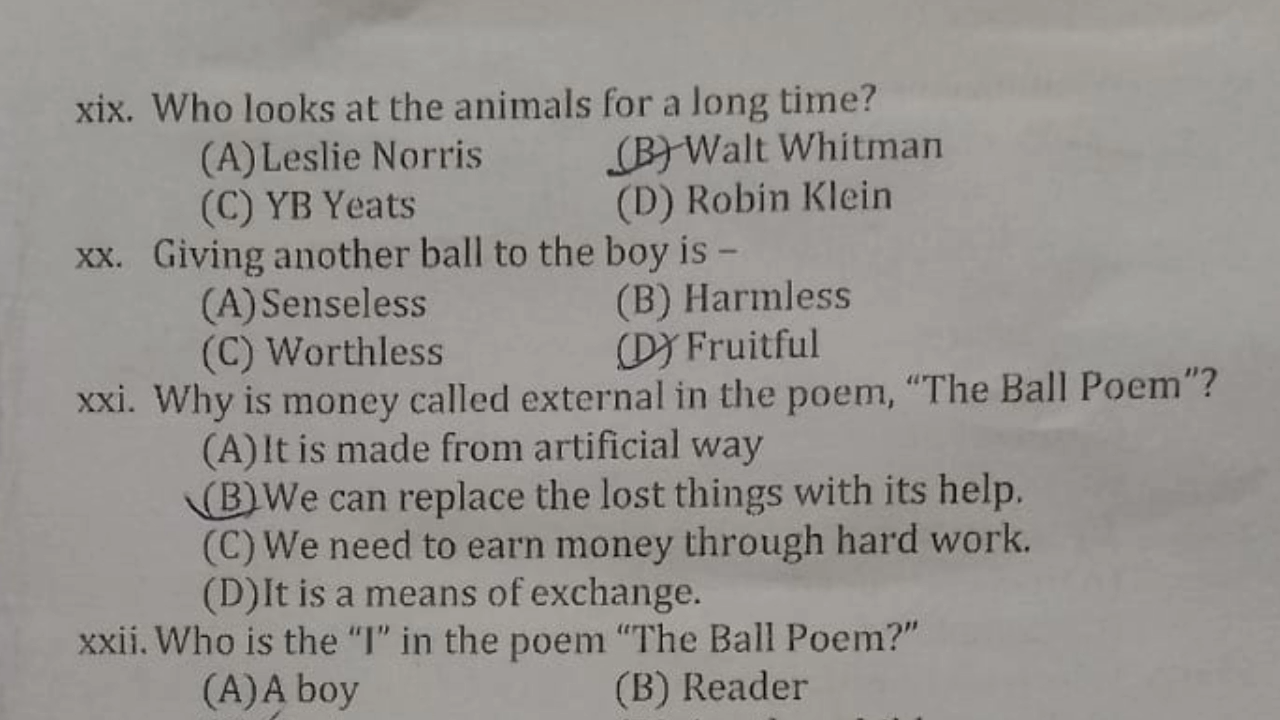 xix. Who looks at the animals for a long time?
(A) Leslie Norris (B) Walt Whitman
(C) YB Yeats (D) Robin Klein
xx. Giving another ball to the boy is –
(A) Senseless (B) Harmless
(C) Worthless (D) Fruitful
xxi. Why is money called external in the poem, “The Ball Poem”?
(A) It is made from artificial way
(B) We can replace the lost things with its help.
(C) We need to earn money through hard work.
(D) It is a means of exchange.
xxii. Who is the “I” in the poem “The Ball Poem?”
(A) A boy (B) Reader